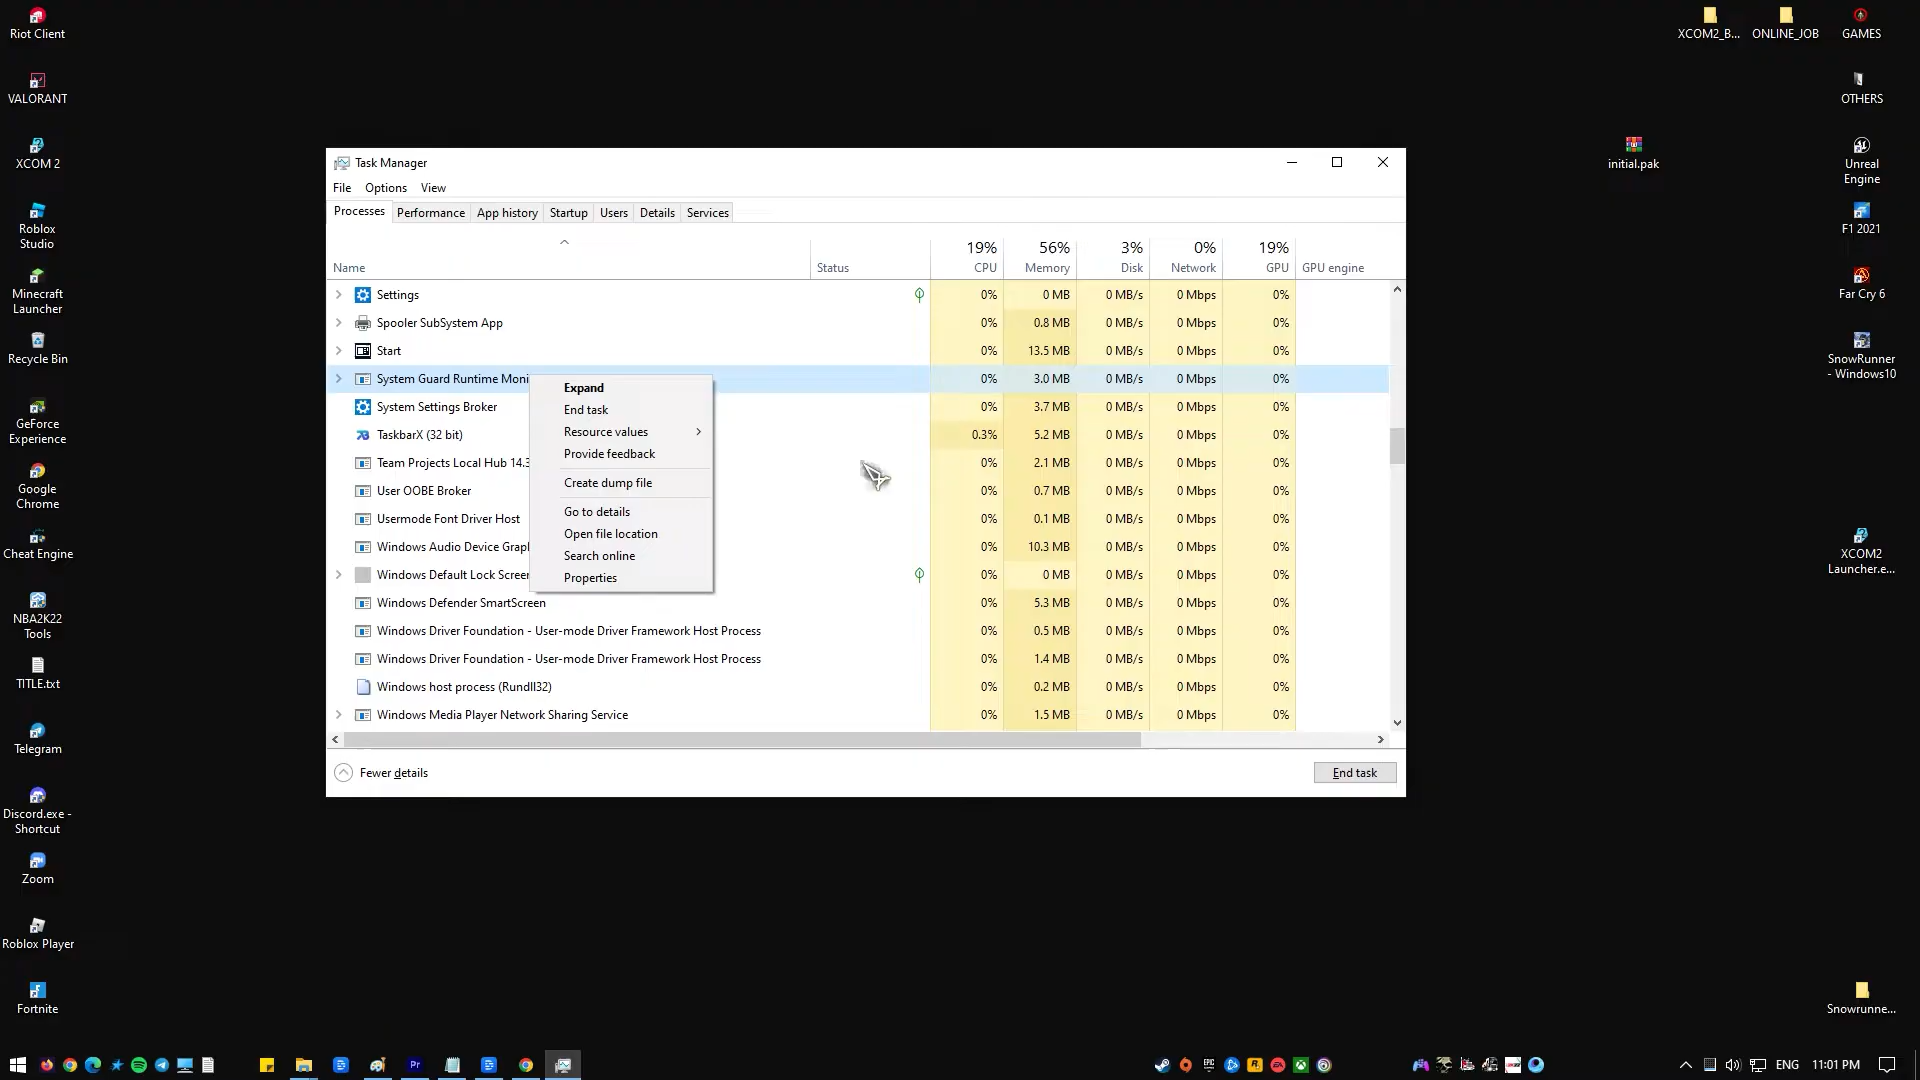 Riot Client
VALORANT
XCOM 2
Roblox
Studio
Minecraft
Launcher
Recycle Bin
GeForce
Experience
Google
Chrome
Cheat Engine
NBA2K22
Tools
TITLE.txt
Telegram
Discord.exe -
Shortcut
Zoom
Roblox Player
Fortnite
XCOM2_B... ONLINE_JOB GAMES
OTHERS
initial.pak
Unreal
Engine
F1 2021
Far Cry 6
SnowRunner
- Windows10
XCOM2
Launcher.e...
Snowrunne...
Task Manager
File Options View
Processes Performance App history Startup Users Details Services
19% 56% 3% 0% 19%
Name Status CPU Memory Disk Network GPU GPU engine
Settings 0% 0 MB 0 MB/s 0 Mbps 0%
Spooler SubSystem App 0% 0.8 MB 0 MB/s 0 Mbps 0%
Start 0% 13.5 MB 0 MB/s 0 Mbps 0%
System Guard Runtime Moni 0% 3.0 MB 0 MB/s 0 Mbps 0%
System Settings Broker 0% 3.7 MB 0 MB/s 0 Mbps 0%
TaskbarX (32 bit) 0.3% 5.2 MB 0 MB/s 0 Mbps 0%
Team Projects Local Hub 14.3 0% 2.1 MB 0 MB/s 0 Mbps 0%
User OOBE Broker 0% 0.7 MB 0 MB/s 0 Mbps 0%
Usermode Font Driver Host 0% 0.1 MB 0 MB/s 0 Mbps 0%
Windows Audio Device Grap 0% 10.3 MB 0 MB/s 0 Mbps 0%
Windows Default Lock Screen 0% 0 MB 0 MB/s 0 Mbps 0%
Windows Defender SmartScreen 0% 5.3 MB 0 MB/s 0 Mbps 0%
Windows Driver Foundation - User-mode Driver Framework Host Process 0% 0.5 MB 0 MB/s 0 Mbps 0%
Windows Driver Foundation - User-mode Driver Framework Host Process 0% 1.4 MB 0 MB/s 0 Mbps 0%
Windows host process (Rundll32) 0% 0.2 MB 0 MB/s 0 Mbps 0%
Windows Media Player Network Sharing Service 0% 1.5 MB 0 MB/s 0 Mbps 0%
Expand
End task
Resource values
Provide feedback
Create dump file
Go to details
Open file location
Search online
Properties
Fewer details End task
Pr
EPIC
ENG 11:01 PM